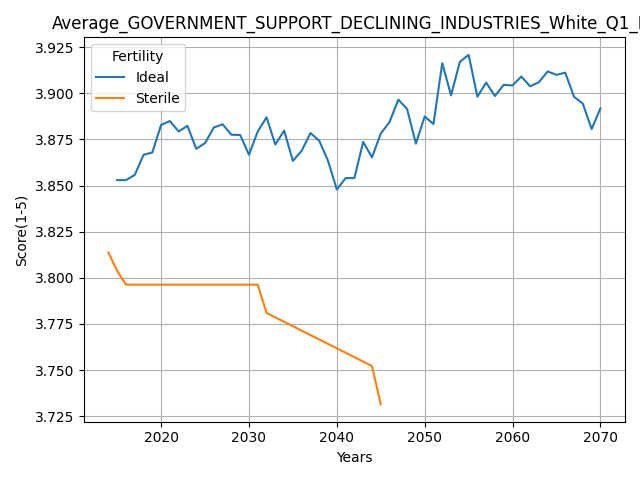 Average_GOVERNMENT_SUPPORT_DECLINING_INDUSTRIES_White_Q1_
Fertility
Ideal
Sterile
Score(1-5)
3.925
3.900
3.875
3.850
3.825
3.800
3.775
3.750
3.725
2020 2030 2040 2050 2060 2070
Years